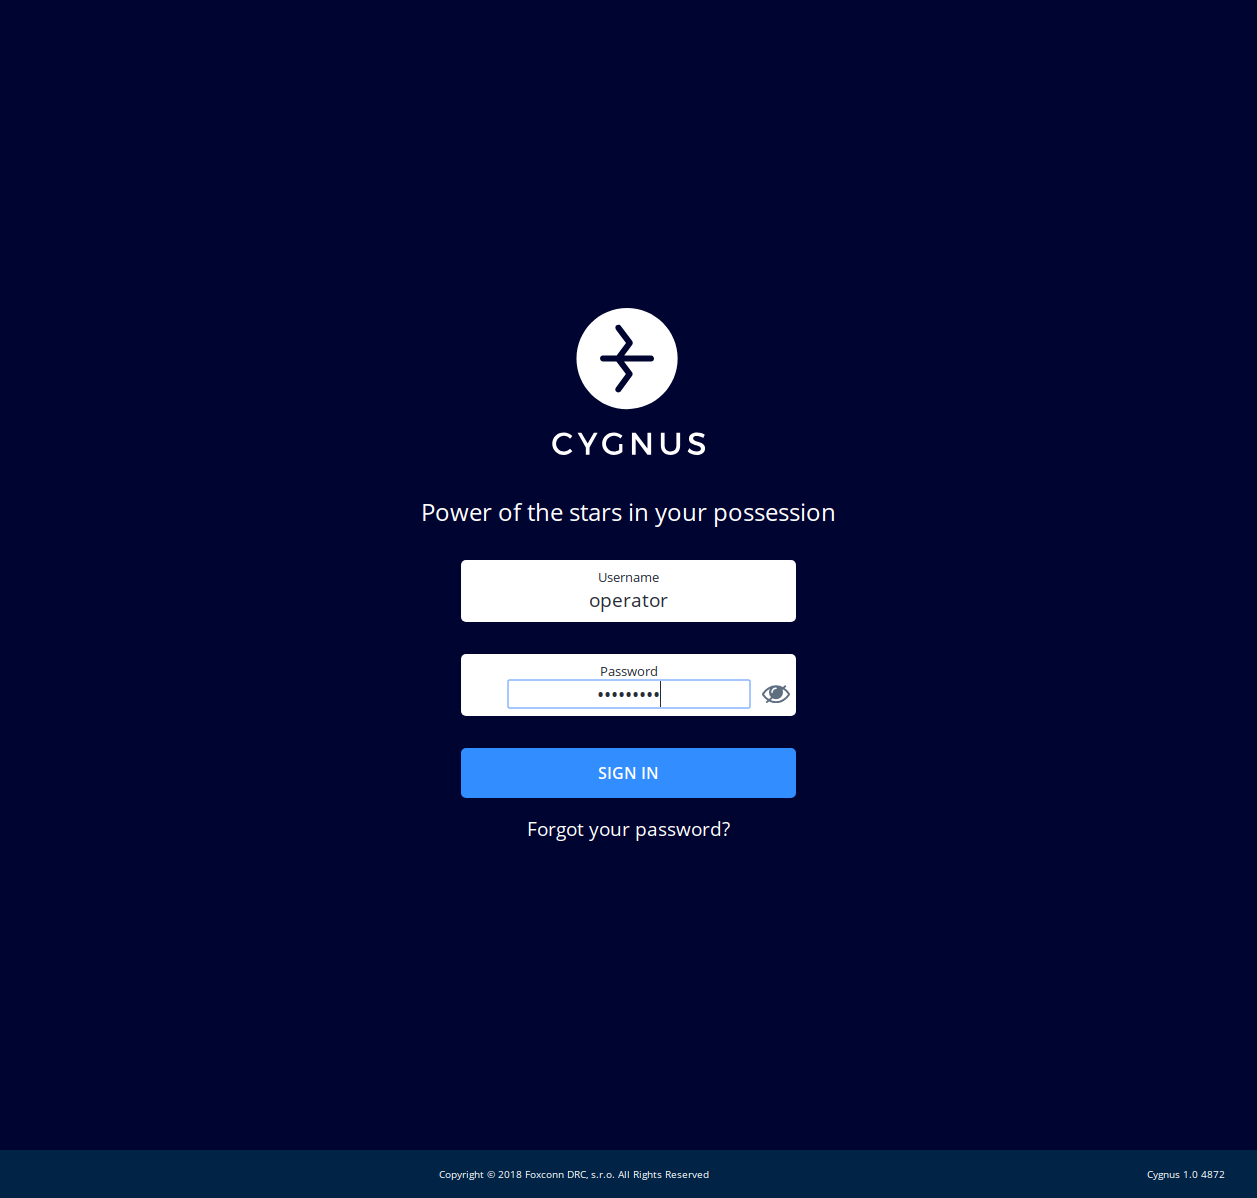 CYGNUS
Power of the stars in your possession
Username
operator
Password
•••••••••
SIGN IN
Forgot your password?
Copyright © 2018 Foxconn DRC, s.r.o. All Rights Reserved
Cygnus 1.0 4872